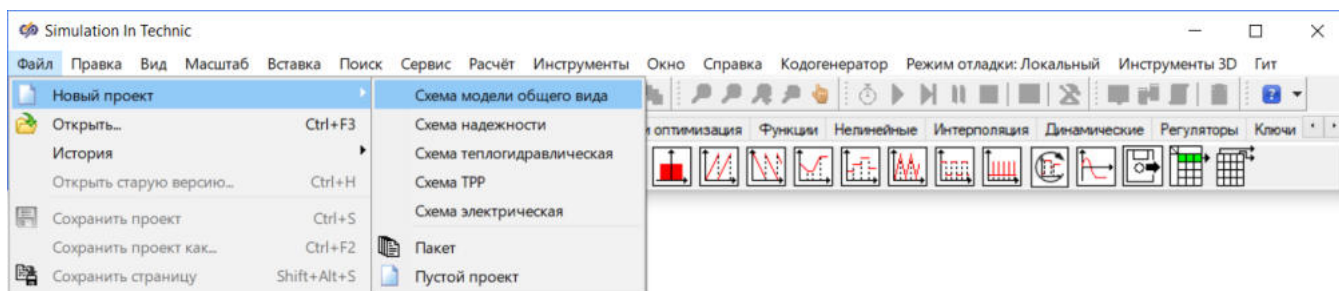 Simulation In Technic
Файл Правка Вид Масштаб Вставка Поиск Сервис Расчёт Инструменты Окно Справка Кодогенератор Режим отладки: Локальный Инструменты 3D Гит
Новый проект
Открыть... Ctrl+F3
История
Открыть старую версию... Ctrl+H
Сохранить проект Ctrl+S
Сохранить проект как... Ctrl+F2
Сохранить страницу Shift+Alt+S
Схема модели общего вида
Схема надежности
Схема теплогидравлическая
Схема ТРР
Схема электрическая
Пакет
Пустой проект
и оптимизация Функции Нелинейные Интерполяция Динамические Регуляторы Ключи